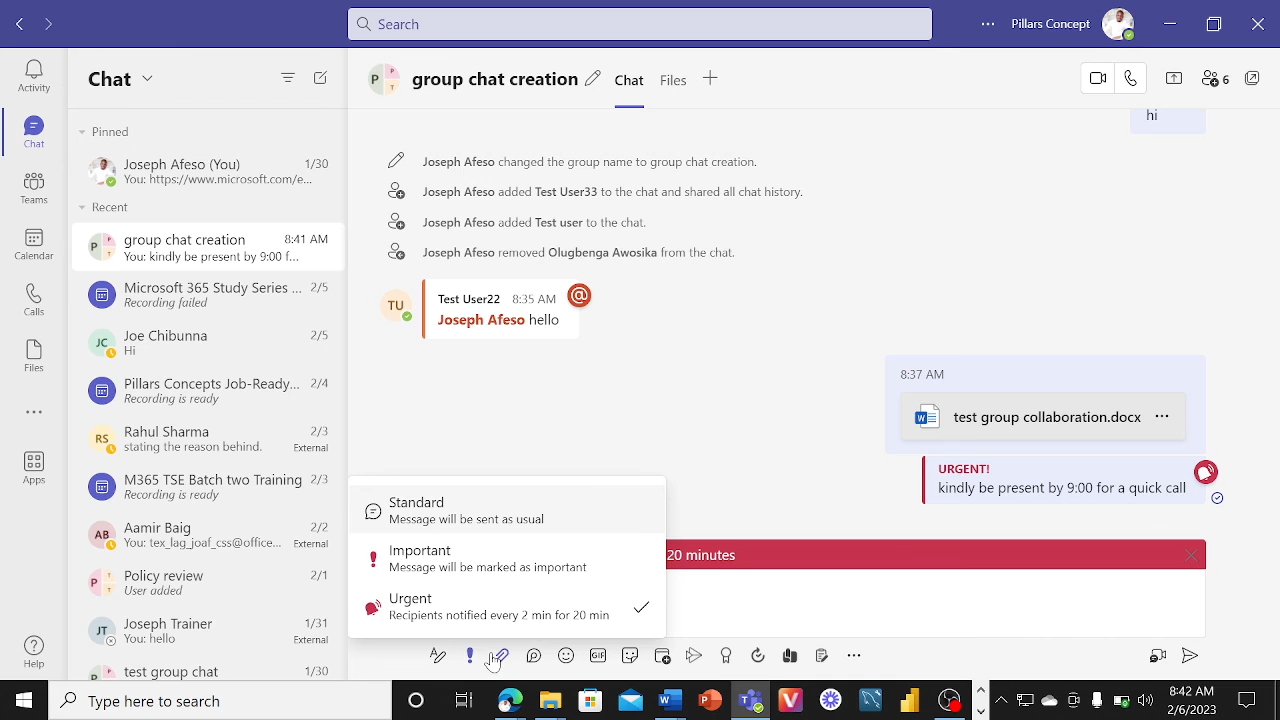 Search
Pillars Concept
Activity
Chat
Teams
Calendar
Calls
Files
Apps
Help
Chat
Pinned
Joseph Afeso (You) 1/30
You: https://www.microsoft.com/e...
Recent
group chat creation 8:41 AM
You: kindly be present by 9:00 f...
Microsoft 365 Study Series ... 2/5
Recording failed
Joe Chibunna 2/5
Hi
Pillars Concepts Job-Ready... 2/4
Recording is ready
Rahul Sharma 2/3
stating the reason behind. External
M365 TSE Batch two Training 2/3
Recording is ready
Aamir Baig 2/2
You: tex_lag_joaf_css@office... External
Policy review 2/1
User added
Joseph Trainer 1/31
You: hello External
test group chat 1/30
group chat creation Chat Files 6
hi
Joseph Afeso changed the group name to group chat creation.
Joseph Afeso added Test User33 to the chat and shared all chat history.
Joseph Afeso added Test user to the chat.
Joseph Afeso removed Olugbenga Awosika from the chat.
TU
Test User22 8:35 AM
Joseph Afeso hello
8:37 AM
test group collaboration.docx
URGENT!
kindly be present by 9:00 for a quick call
Standard
Message will be sent as usual
Important
Message will be marked as important
Urgent
Recipients notified every 2 min for 20 min
20 minutes
Type here to search
8:42 AM
2/6/2023